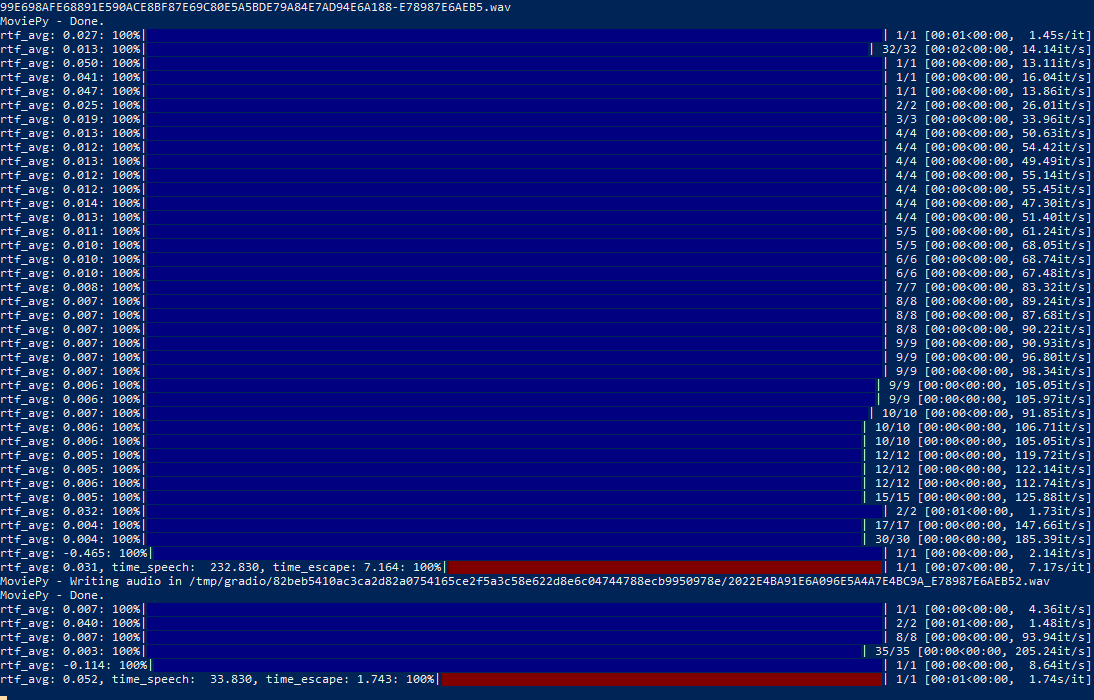 99E698AFE68891E590ACE8BF87E69C80E5A5BDE79A84E7AD94E6A188-E78987E6AEB5.wav
MoviePy - Done.
rtf_avg: 0.027: 100%| | 1/1 [00:01<00:00, 1.45s/it]
rtf_avg: 0.013: 100%| | 32/32 [00:02<00:00, 14.14it/s]
rtf_avg: 0.050: 100%| | 1/1 [00:00<00:00, 13.11it/s]
rtf_avg: 0.041: 100%| | 1/1 [00:00<00:00, 16.04it/s]
rtf_avg: 0.047: 100%| | 1/1 [00:00<00:00, 13.86it/s]
rtf_avg: 0.025: 100%| | 2/2 [00:00<00:00, 26.01it/s]
rtf_avg: 0.019: 100%| | 3/3 [00:00<00:00, 33.96it/s]
rtf_avg: 0.013: 100%| | 4/4 [00:00<00:00, 50.63it/s]
rtf_avg: 0.012: 100%| | 4/4 [00:00<00:00, 54.42it/s]
rtf_avg: 0.013: 100%| | 4/4 [00:00<00:00, 49.49it/s]
rtf_avg: 0.012: 100%| | 4/4 [00:00<00:00, 55.14it/s]
rtf_avg: 0.012: 100%| | 4/4 [00:00<00:00, 55.45it/s]
rtf_avg: 0.014: 100%| | 4/4 [00:00<00:00, 47.30it/s]
rtf_avg: 0.013: 100%| | 4/4 [00:00<00:00, 51.40it/s]
rtf_avg: 0.011: 100%| | 5/5 [00:00<00:00, 61.24it/s]
rtf_avg: 0.010: 100%| | 5/5 [00:00<00:00, 68.05it/s]
rtf_avg: 0.010: 100%| | 6/6 [00:00<00:00, 68.74it/s]
rtf_avg: 0.010: 100%| | 6/6 [00:00<00:00, 67.48it/s]
rtf_avg: 0.008: 100%| | 7/7 [00:00<00:00, 83.32it/s]
rtf_avg: 0.007: 100%| | 8/8 [00:00<00:00, 89.24it/s]
rtf_avg: 0.007: 100%| | 8/8 [00:00<00:00, 87.68it/s]
rtf_avg: 0.007: 100%| | 8/8 [00:00<00:00, 90.22it/s]
rtf_avg: 0.007: 100%| | 9/9 [00:00<00:00, 90.93it/s]
rtf_avg: 0.007: 100%| | 9/9 [00:00<00:00, 96.80it/s]
rtf_avg: 0.007: 100%| | 9/9 [00:00<00:00, 98.34it/s]
rtf_avg: 0.006: 100%| | 9/9 [00:00<00:00, 105.05it/s]
rtf_avg: 0.006: 100%| | 9/9 [00:00<00:00, 105.97it/s]
rtf_avg: 0.007: 100%| | 10/10 [00:00<00:00, 91.85it/s]
rtf_avg: 0.006: 100%| | 10/10 [00:00<00:00, 106.71it/s]
rtf_avg: 0.006: 100%| | 10/10 [00:00<00:00, 105.05it/s]
rtf_avg: 0.005: 100%| | 12/12 [00:00<00:00, 119.72it/s]
rtf_avg: 0.005: 100%| | 12/12 [00:00<00:00, 122.14it/s]
rtf_avg: 0.006: 100%| | 12/12 [00:00<00:00, 112.74it/s]
rtf_avg: 0.005: 100%| | 15/15 [00:00<00:00, 125.88it/s]
rtf_avg: 0.032: 100%| | 2/2 [00:01<00:00, 1.73it/s]
rtf_avg: 0.004: 100%| | 17/17 [00:00<00:00, 147.66it/s]
rtf_avg: 0.004: 100%| | 30/30 [00:00<00:00, 185.39it/s]
rtf_avg: -0.465: 100%| | 1/1 [00:00<00:00, 2.14it/s]
rtf_avg: 0.031, time_speech: 232.830, time_escape: 7.164: 100%| | 1/1 [00:07<00:00, 7.17s/it]
MoviePy - Writing audio in /tmp/gradio/82beb5410ac3ca2d82a0754165ce2f5a3c58e622d8e6c04744788ecb9950978e/2022E4BA91E6A096E5A4A7E4BC9A_E78987E6AEB52.wav
MoviePy - Done.
rtf_avg: 0.007: 100%| | 1/1 [00:00<00:00, 4.36it/s]
rtf_avg: 0.040: 100%| | 2/2 [00:01<00:00, 1.48it/s]
rtf_avg: 0.007: 100%| | 8/8 [00:00<00:00, 93.94it/s]
rtf_avg: 0.003: 100%| | 35/35 [00:00<00:00, 205.24it/s]
rtf_avg: -0.114: 100%| | 1/1 [00:00<00:00, 8.64it/s]
rtf_avg: 0.052, time_speech: 33.830, time_escape: 1.743: 100%| | 1/1 [00:01<00:00, 1.74s/it]